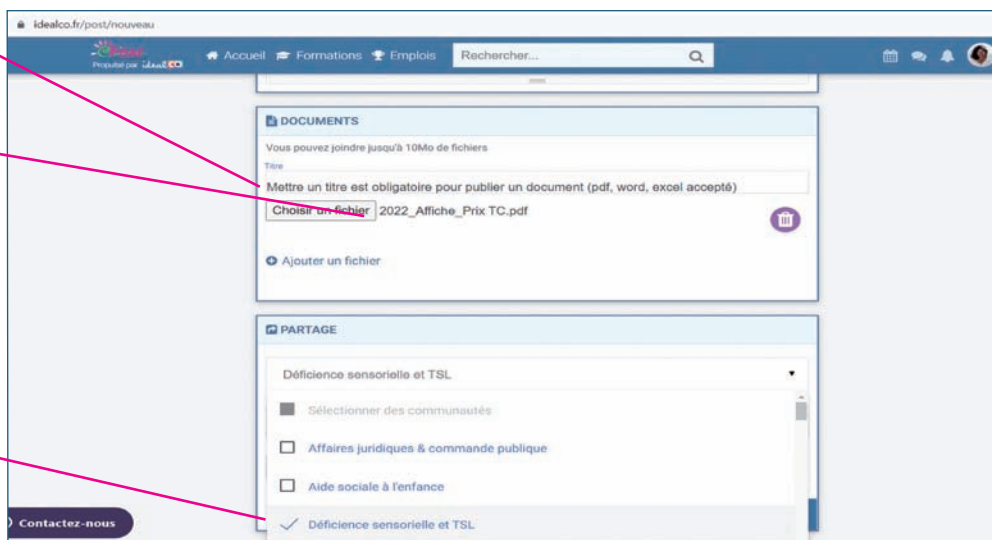 idealco.fr/post/nouveau
Propulsé par idealCO
Accueil Formations Emplois Rechercher...
DOCUMENTS
Vous pouvez joindre jusqu'à 10Mo de fichiers
Titre
Mettre un titre est obligatoire pour publier un document (pdf, word, excel accepté)
Choisir un fichier 2022_Affiche_Prix TC.pdf
Ajouter un fichier
PARTAGE
Déficience sensorielle et TSL
Sélectionner des communautés
Affaires juridiques & commande publique
Aide sociale à l'enfance
Déficience sensorielle et TSL
Contactez-nous